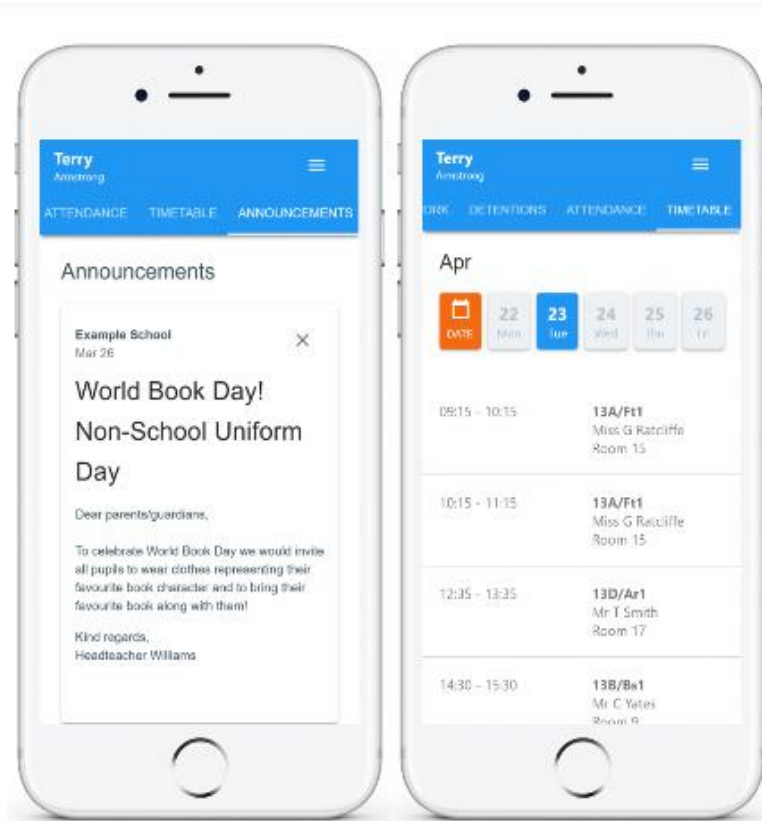 Terry
Armstrong
ATTENDANCE TIMETABLE ANNOUNCEMENTS
Announcements
Example School
Mar 26
World Book Day!
Non-School Uniform
Day
Dear parents/guardians,
To celebrate World Book Day we would invite
all pupils to wear clothes representing their
favourite book character and to bring their
favourite book along with them!
Kind regards,
Headteacher Williams
Terry
Armstrong
ORK DETENTIONS ATTENDANCE TIMETABLE
Apr
DATE
22 Mon
23 Tue
24 Wed
25 Thu
26 Fri
09:15 - 10:15 13A/Ft1
Miss G Ratcliffe
Room 15
10:15 - 11:15 13A/Ft1
Miss G Ratcliffe
Room 15
12:35 - 13:35 13D/Ar1
Mr T Smith
Room 17
14:30 - 15:30 13B/Bs1
Mr C Yates
Room 9